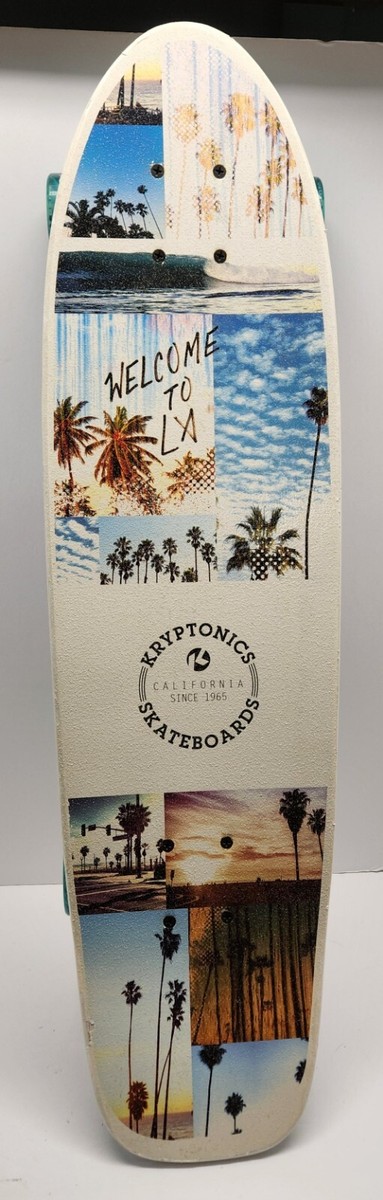 WELCOME
TO
LA
KRYPTONICS
CALIFORNIA
SINCE 1965
SKATEBOARDS